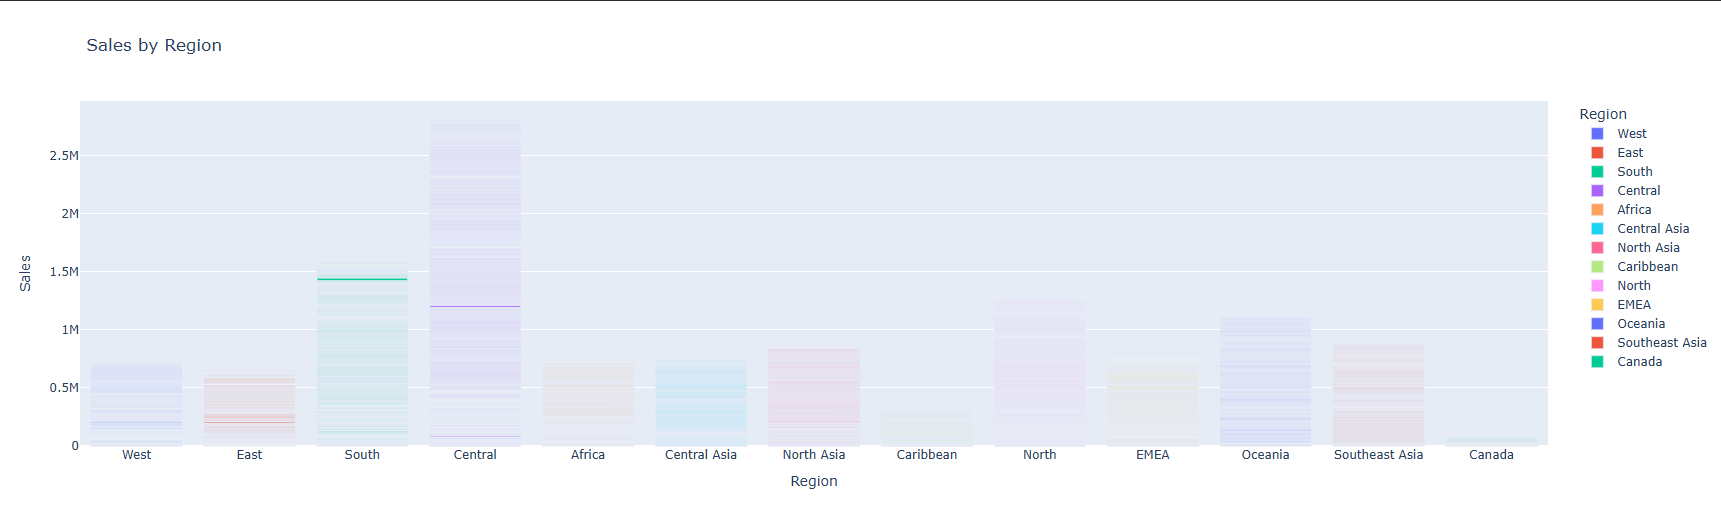 Sales by Region
Sales
2.5M
2M
1.5M
1M
0.5M
0
West
East
South
Central
Africa
Central Asia
North Asia
Caribbean
North
EMEA
Oceania
Southeast Asia
Canada
Region
Region
West
East
South
Central
Africa
Central Asia
North Asia
Caribbean
North
EMEA
Oceania
Southeast Asia
Canada